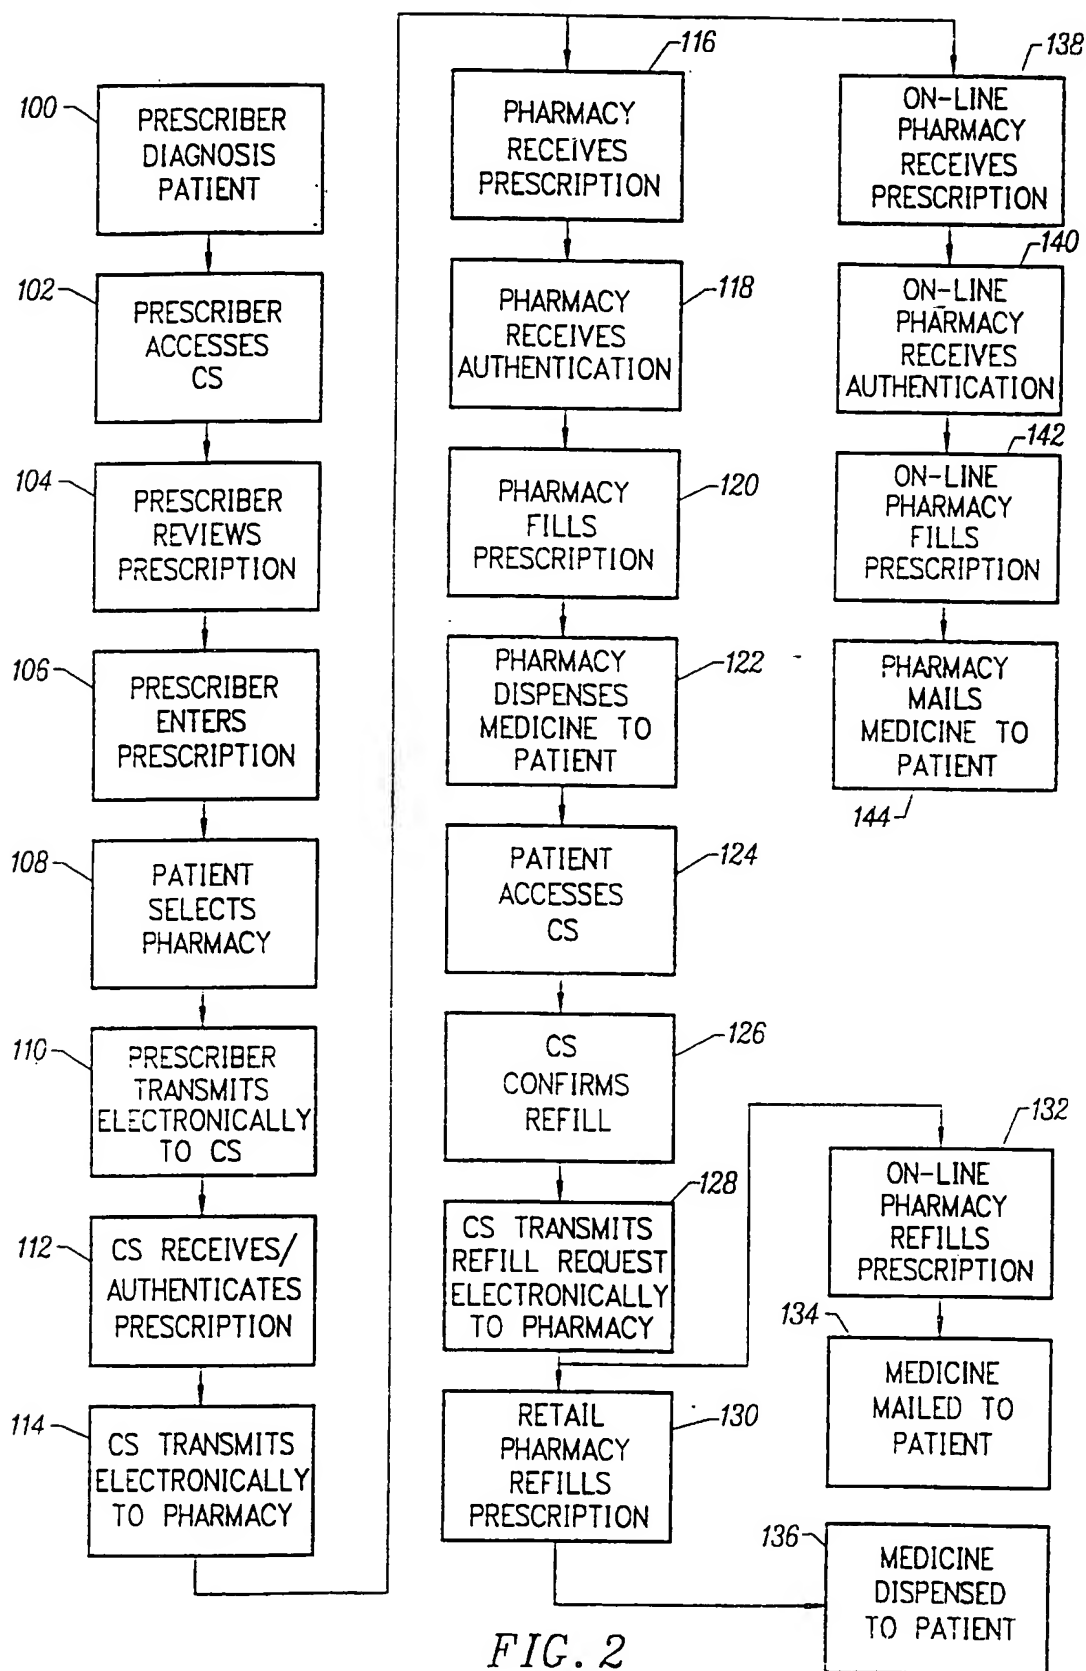 100
PRESCRIBER
DIAGNOSIS
PATIENT
102
PRESCRIBER
ACCESSES
CS
104
PRESCRIBER
REVIEWS
PRESCRIPTION
106
PRESCRIBER
ENTERS
PRESCRIPTION
108
PATIENT
SELECTS
PHARMACY
110
PRESCRIBER
TRANSMITS
ELECTRONICALLY
TO CS
112
CS RECEIVES/
AUTHENTICATES
PRESCRIPTION
114
CS TRANSMITS
ELECTRONICALLY
TO PHARMACY
116
PHARMACY
RECEIVES
PRESCRIPTION
118
PHARMACY
RECEIVES
AUTHENTICATION
120
PHARMACY
FILLS
PRESCRIPTION
122
PHARMACY
DISPENSES
MEDICINE TO
PATIENT
124
PATIENT
ACCESSES
CS
126
CS
CONFIRMS
REFILL
128
CS TRANSMITS
REFILL REQUEST
ELECTRONICALLY
TO PHARMACY
130
RETAIL
PHARMACY
REFILLS
PRESCRIPTION
138
ON-LINE
PHARMACY
RECEIVES
PRESCRIPTION
140
ON-LINE
PHARMACY
RECEIVES
AUTHENTICATION
142
ON-LINE
PHARMACY
FILLS
PRESCRIPTION
PHARMACY
MAILS
MEDICINE TO
PATIENT
144
132
ON-LINE
PHARMACY
REFILLS
PRESCRIPTION
134
MEDICINE
MAILED TO
PATIENT
136
MEDICINE
DISPENSED
TO PATIENT
FIG. 2